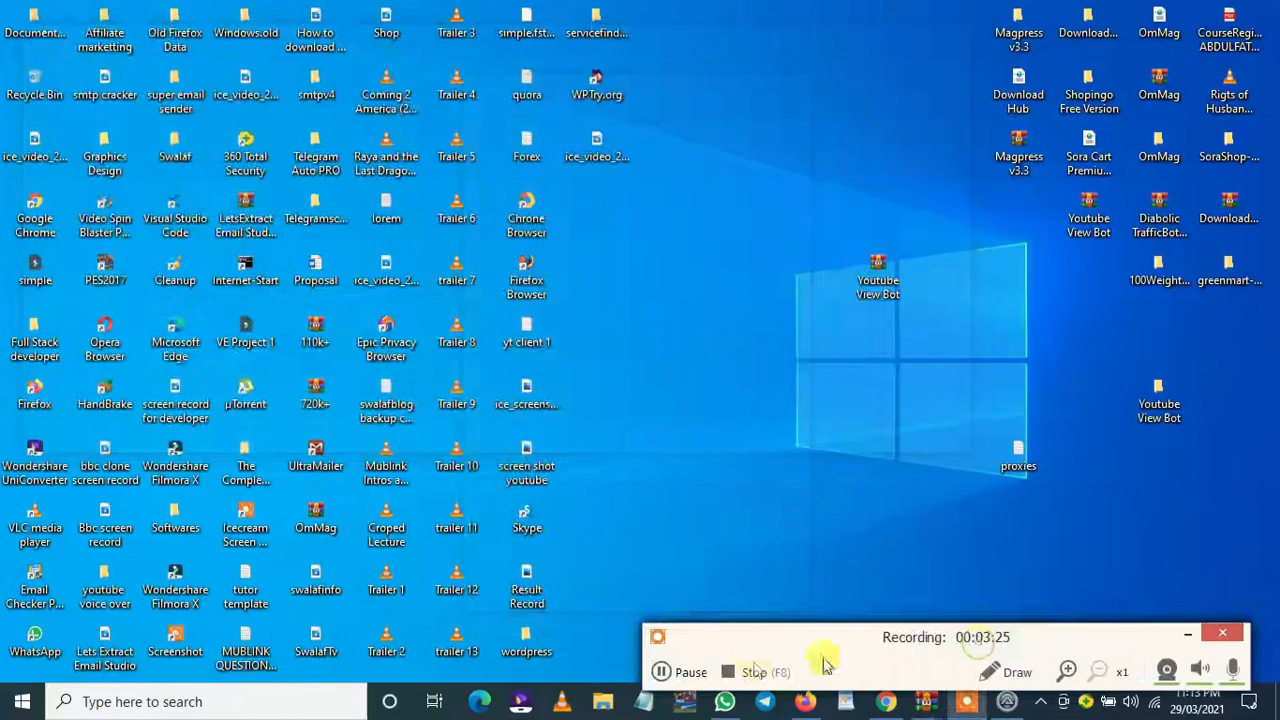 Document...
Affiliate
marketting
Old Firefox
Data
Windows.old
How to
download ...
Shop
Trailer 3
simple.fst...
servicefind...
Magpress
v3.3
Download...
OmMag
CourseRegi...
ABDULFAT...
Recycle Bin
smtp cracker
super email
sender
ice_video_2...
smtpv4
Coming 2
America (2...
Trailer 4
quora
WPTry.org
Download
Hub
Shopingo
Free Version
OmMag
Rigts of
Husban...
ice_video_2...
Graphics
Design
Swalaf
360 Total
Security
Telegram
Auto PRO
Raya and the
Last Drago...
Trailer 5
Forex
ice_video_2...
Magpress
v3.3
Sora Cart
Premiu...
OmMag
SoraShop-...
Google
Chrome
Video Spin
Blaster P...
Visual Studio
Code
LetsExtract
Email Stud...
Telegramsc...
lorem
Trailer 6
Chrome
Browser
Youtube
View Bot
Diabolic
TrafficBot...
Download...
simple
PES2017
Cleanup
Internet-Start
Proposal
ice_video_2...
trailer 7
Firefox
Browser
Youtube
View Bot
100Weight...
greenmart-...
Full Stack
developer
Opera
Browser
Microsoft
Edge
VE Project 1
110k+
Epic Privacy
Browser
Trailer 8
yt client 1
Firefox
HandBrake
screen record
for developer
µTorrent
720k+
swalafblog
backup c...
Trailer 9
ice_screens...
Youtube
View Bot
Wondershare
UniConverter
bbc clone
screen record
Wondershare
Filmora X
The
Comple...
UltraMailer
Mublink
Intros a...
Trailer 10
screen shot
youtube
proxies
VLC media
player
Bbc screen
record
Softwares
Icecream
Screen ...
OmMag
Croped
Lecture
trailer 11
Skype
Email
Checker P...
youtube
voice over
Wondershare
Filmora X
tutor
template
swalafinfo
Trailer 1
Trailer 12
Result
Record
WhatsApp
Lets Extract
Email Studio
Screenshot
MUBLINK
QUESTION...
SwalafTv
Trailer 2
Trailer 13
wordpress
Recording: 00:03:25
Pause
Stop (F8)
Draw
x1
Type here to search
11:13 PM
29/03/2021